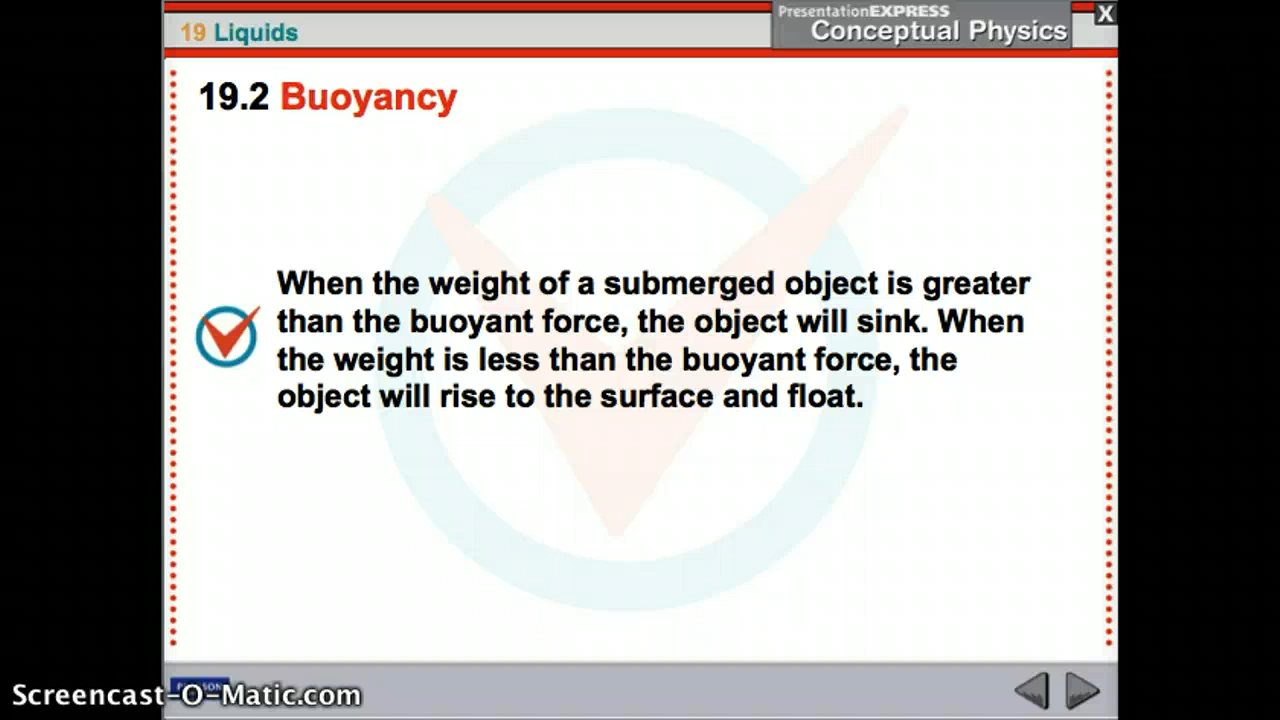 PresentationEXPRESS
X
19 Liquids
Conceptual Physics
19.2 Buoyancy
When the weight of a submerged object is greater
than the buoyant force, the object will sink. When
the weight is less than the buoyant force, the
object will rise to the surface and float.
Screencast-O-Matic.com